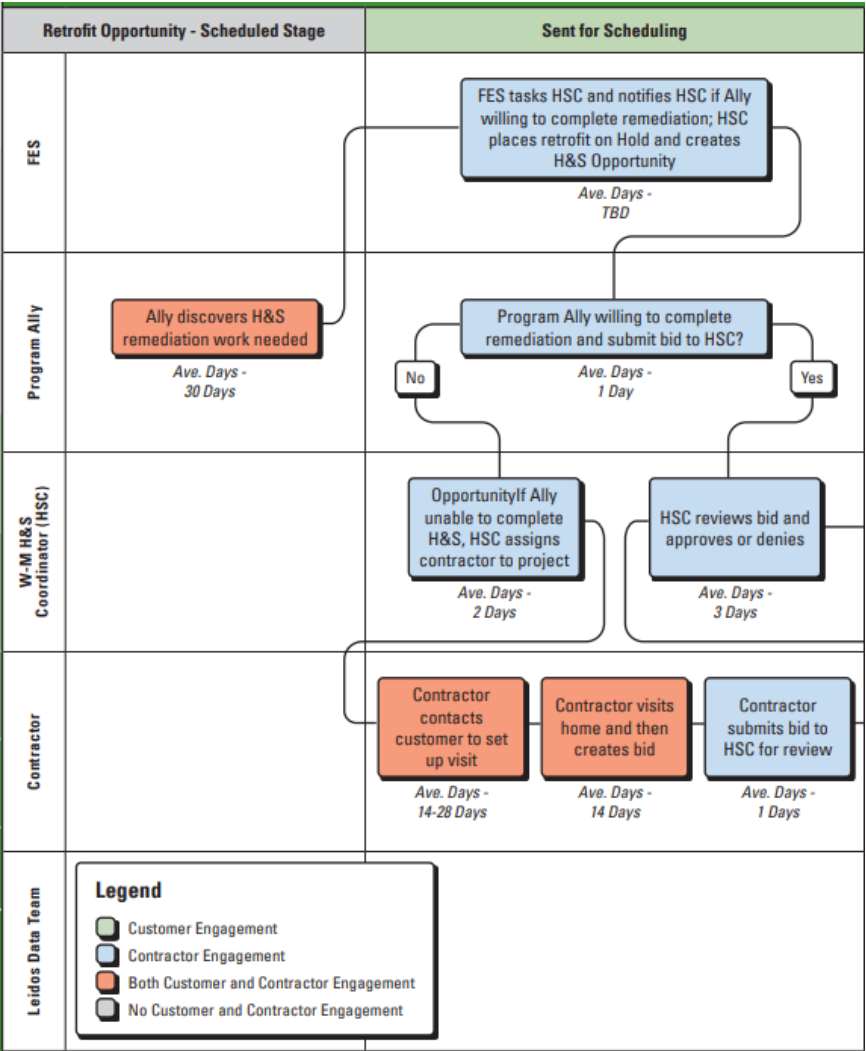 Retrofit Opportunity - Scheduled Stage
Sent for Scheduling
FES
FES tasks HSC and notifies HSC if Ally
willing to complete remediation; HSC
places retrofit on Hold and creates
H&S Opportunity
Ave. Days -
TBD
Program Ally
Ally discovers H&S
remediation work needed
Ave. Days -
30 Days
Program Ally willing to complete
remediation and submit bid to HSC?
Ave. Days -
1 Day
No
Yes
W-M H&S
Coordinator (HSC)
OpportunityIf Ally
unable to complete
H&S, HSC assigns
contractor to project
Ave. Days -
2 Days
HSC reviews bid and
approves or denies
Ave. Days -
3 Days
Contractor
Contractor
contacts
customer to set
up visit
Ave. Days -
14-28 Days
Contractor visits
home and then
creates bid
Ave. Days -
14 Days
Contractor
submits bid to
HSC for review
Ave. Days -
1 Days
Leidos Data Team
Legend
Customer Engagement
Contractor Engagement
Both Customer and Contractor Engagement
No Customer and Contractor Engagement